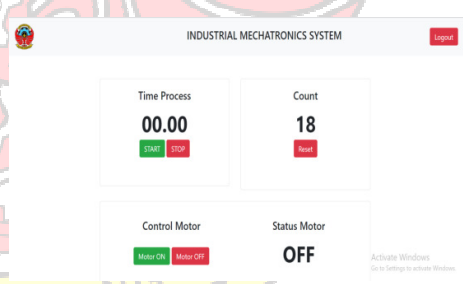 INDUSTRIAL MECHATRONICS SYSTEM
Logout
Time Process
00.00
START STOP
Count
18
Reset
Control Motor
Motor ON Motor OFF
Status Motor
OFF
Activate Windows
Go to Settings to activate Windows.